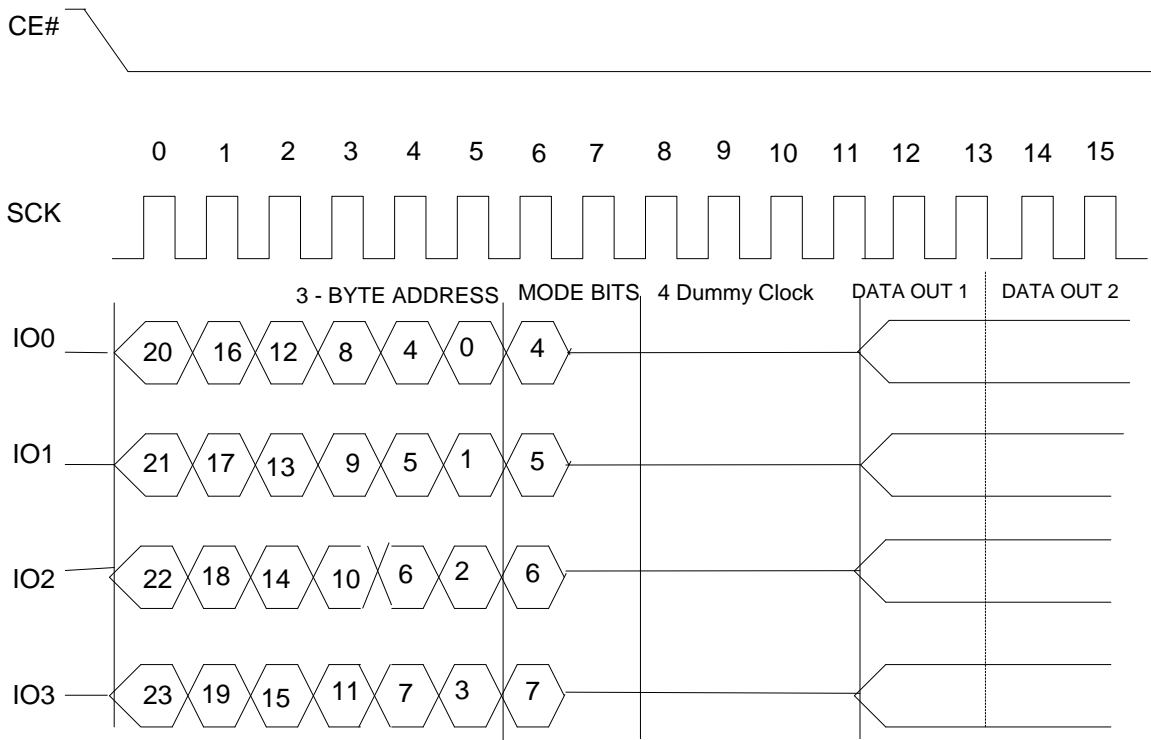 CE#
0 1 2 3 4 5 6 7 8 9 10 11 12 13 14 15
SCK
3 - BYTE ADDRESS MODE BITS 4 Dummy Clock DATA OUT 1 DATA OUT 2
IO0 20 16 12 8 4 0 4
IO1 21 17 13 9 5 1 5
IO2 22 18 14 10 6 2 6
IO3 23 19 15 11 7 3 7